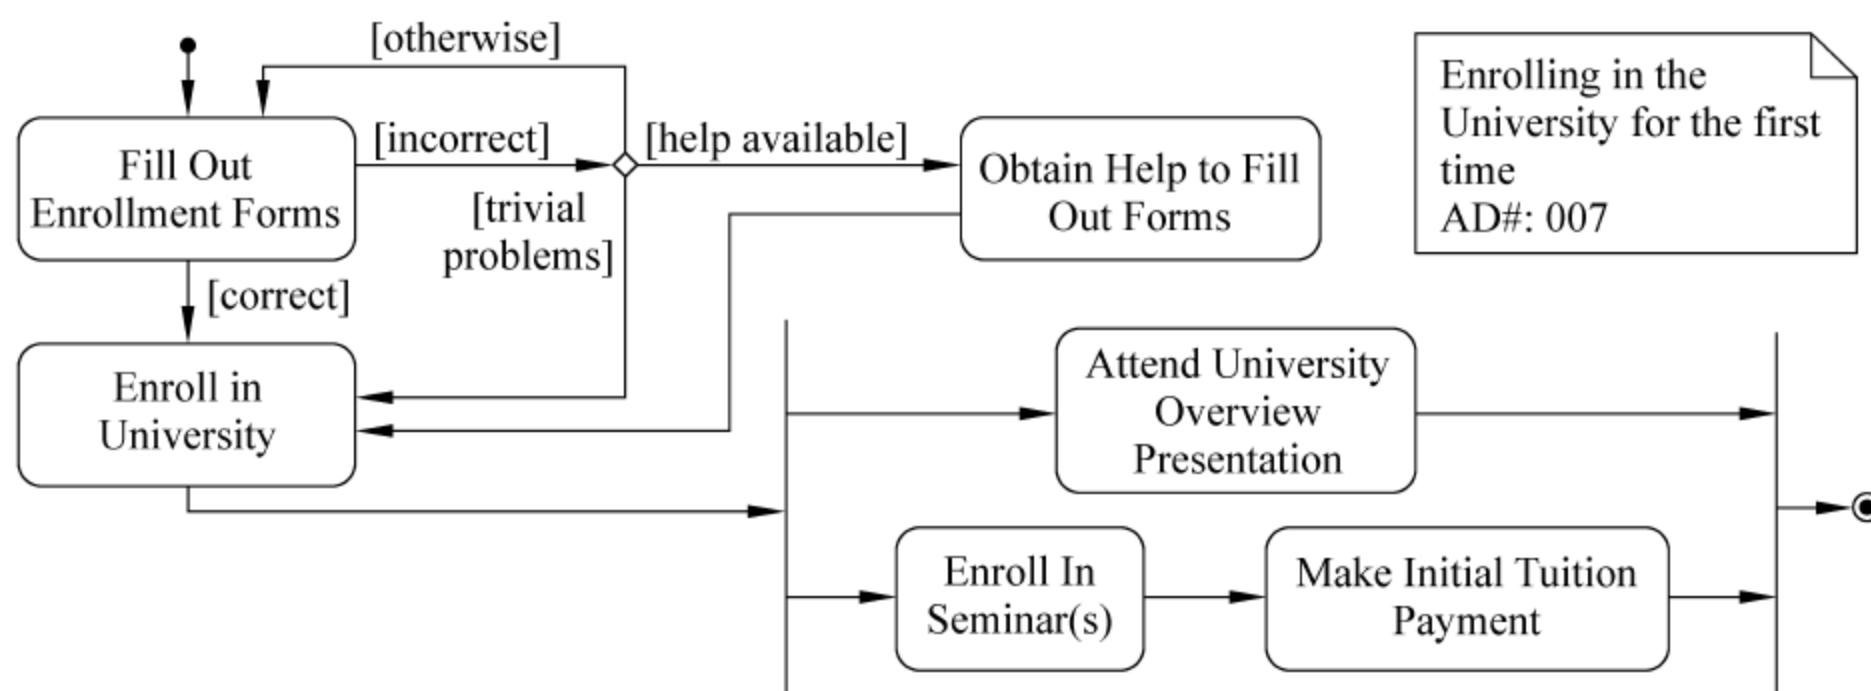 [otherwise]
Enrolling in the
University for the first
time
AD#: 007
Fill Out
Enrollment Forms
[incorrect]
[help available]
Obtain Help to Fill
Out Forms
[trivial
problems]
[correct]
Enroll in
University
Attend University
Overview
Presentation
Enroll In
Seminar(s)
Make Initial Tuition
Payment